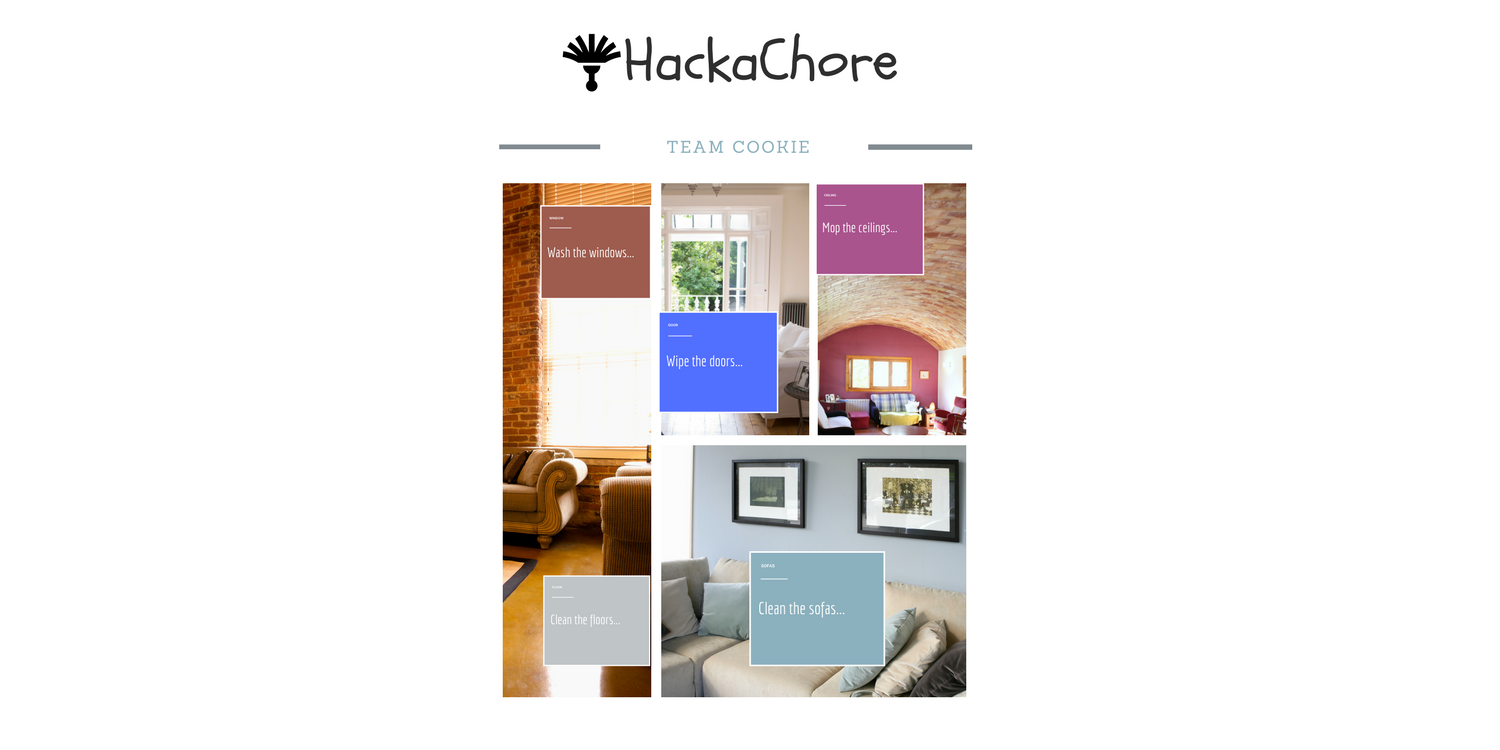 HackaChore
TEAM COOKIE
WINDOW
Wash the windows...
DOOR
Wipe the doors...
CEILING
Mop the ceilings...
FLOOR
Clean the floors...
SOFAS
Clean the sofas...